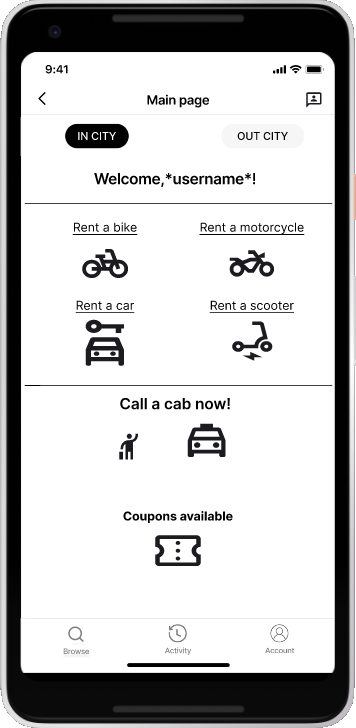 9:41
Main page
IN CITY OUT CITY
Welcome,*username*!
Rent a bike Rent a motorcycle
Rent a car Rent a scooter
Call a cab now!
Coupons available
Browse Activity Account